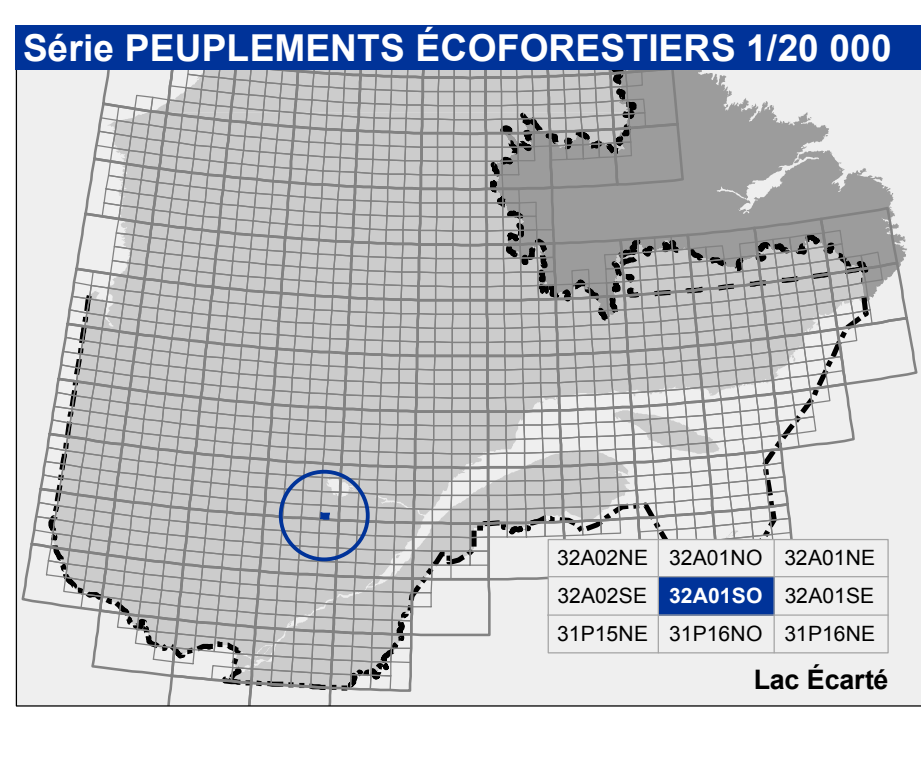 Série PEUPLEMENTS ÉCOFORESTIERS 1/20 000
32A02NE 32A01NO 32A01NE
32A02SE 32A01SO 32A01SE
31P15NE 31P16NO 31P16NE
Lac Écarté